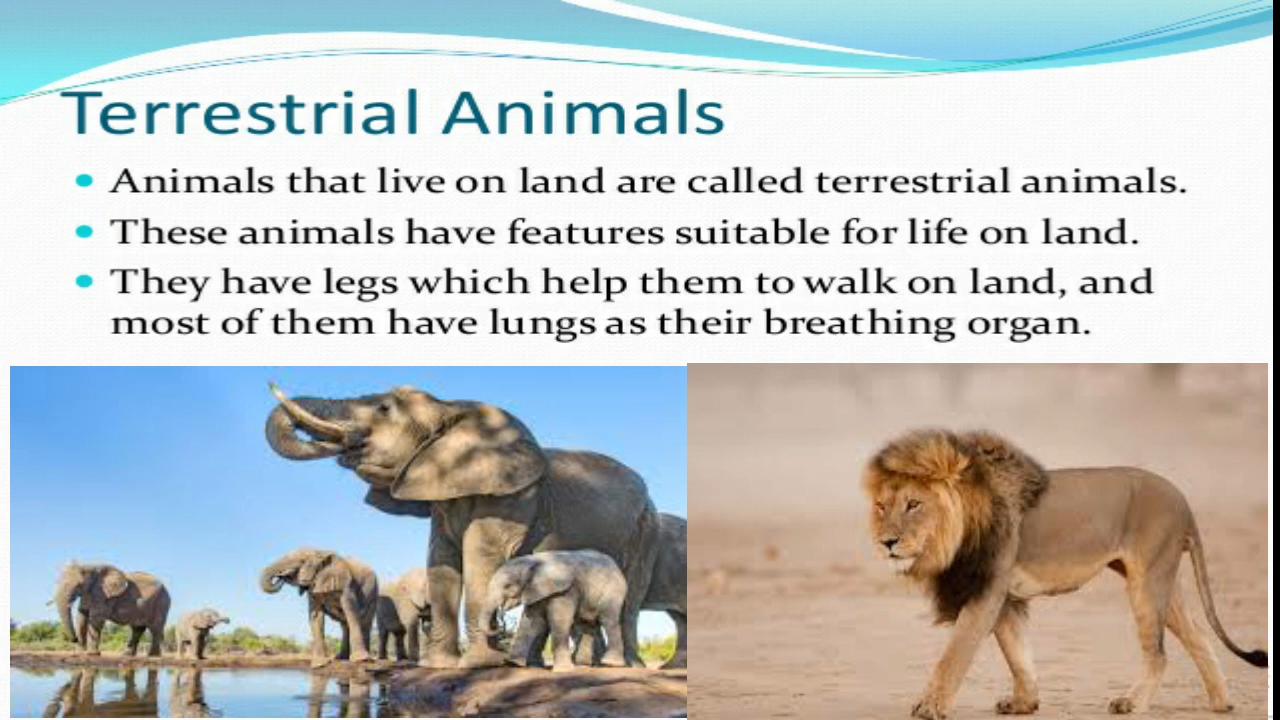 Terrestrial Animals
• Animals that live on land are called terrestrial animals.
• These animals have features suitable for life on land.
• They have legs which help them to walk on land, and
most of them have lungs as their breathing organ.